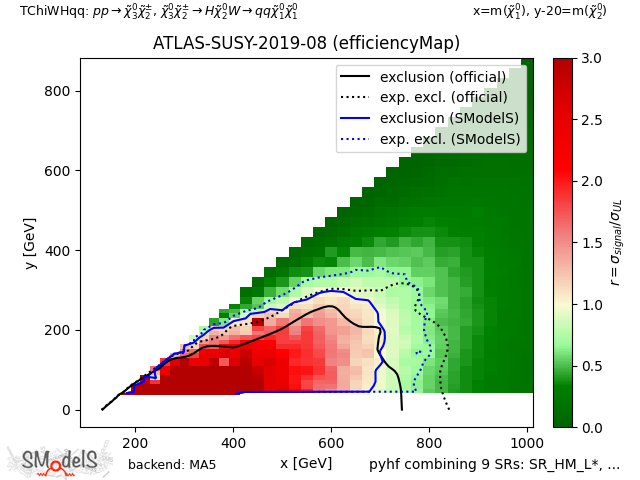 TChiWHqq: pp → χ̃⁰₃χ̃±₂, χ̃⁰₃χ̃±₂ → Hχ̃⁰₂W → qqχ̃⁰₁χ̃⁰₁ x=m(χ̃⁰₁), y-20=m(χ̃⁰₂)
ATLAS-SUSY-2019-08 (efficiencyMap)
exclusion (official)
exp. excl. (official)
exclusion (SModelS)
exp. excl. (SModelS)
800
600
400
200
0
y [GeV]
200 400 600 800 1000
x [GeV]
3.0
2.5
2.0
1.5
1.0
0.5
0.0
r = σsignal/σUL
SModelS
backend: MA5
pyhf combining 9 SRs: SR_HM_L*, ...